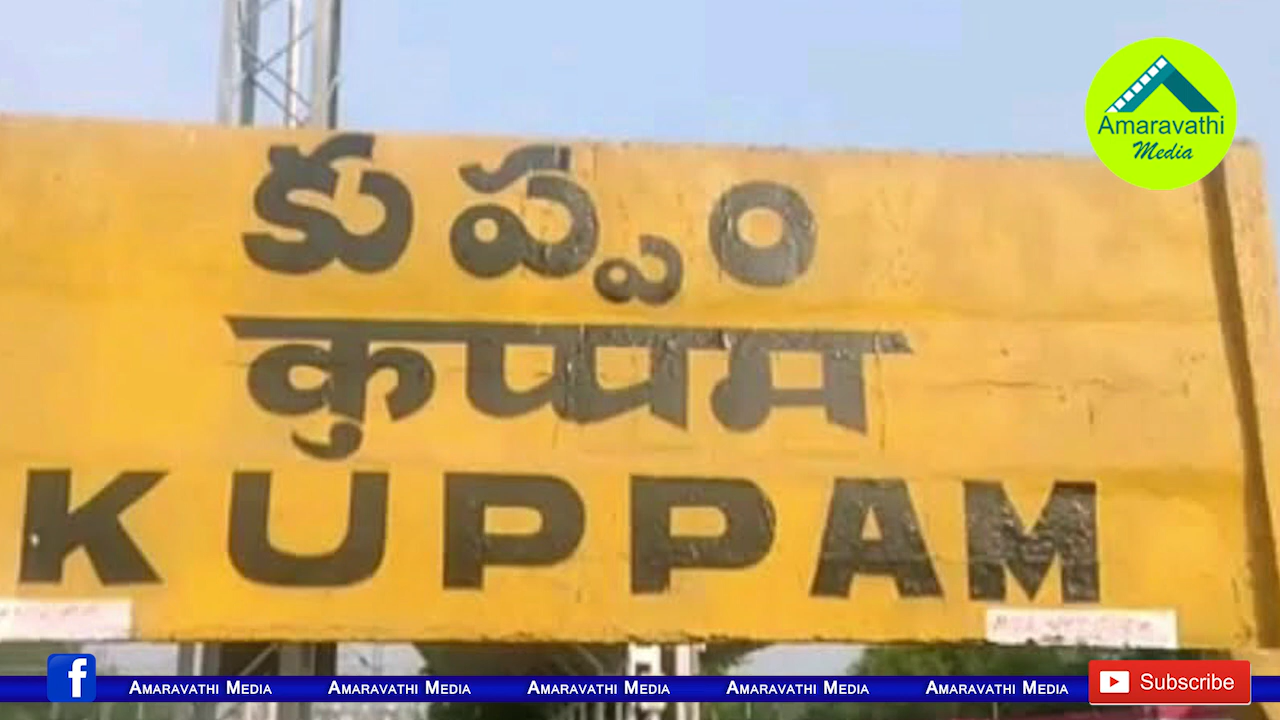 Amaravathi
Media
కుప్పం
कुप्पम
KUPPAM
f Amaravathi Media Amaravathi Media Amaravathi Media Amaravathi Media Amaravathi Media Subscribe